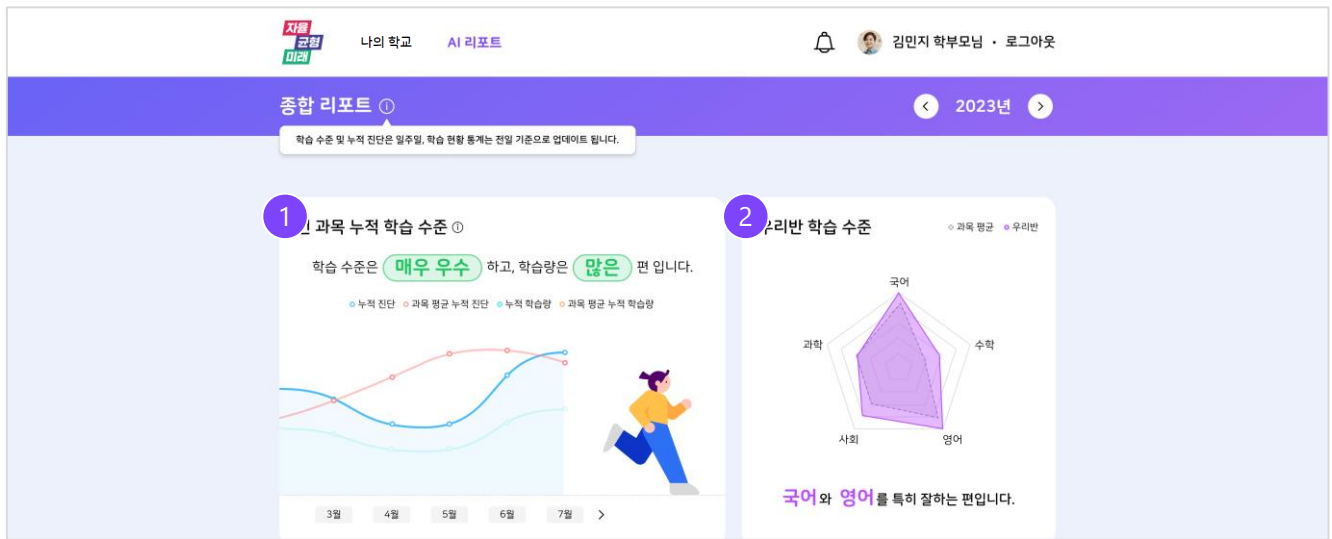 자율
균형
미래
나의 학교
AI 리포트
김민지 학부모님 • 로그아웃
종합 리포트
2023년
학습 수준 및 누적 진단은 일주일, 학습 현황 통계는 전일 기준으로 업데이트 됩니다.
1
과목 누적 학습 수준
학습 수준은 매우 우수 하고, 학습량은 많은 편 입니다.
누적 진단 과목 평균 누적 진단 누적 학습량 과목 평균 누적 학습량
3월 4월 5월 6월 7월 >
2
우리반 학습 수준
과목 평균 우리반
국어
수학
영어
사회
과학
국어와 영어를 특히 잘하는 편입니다.